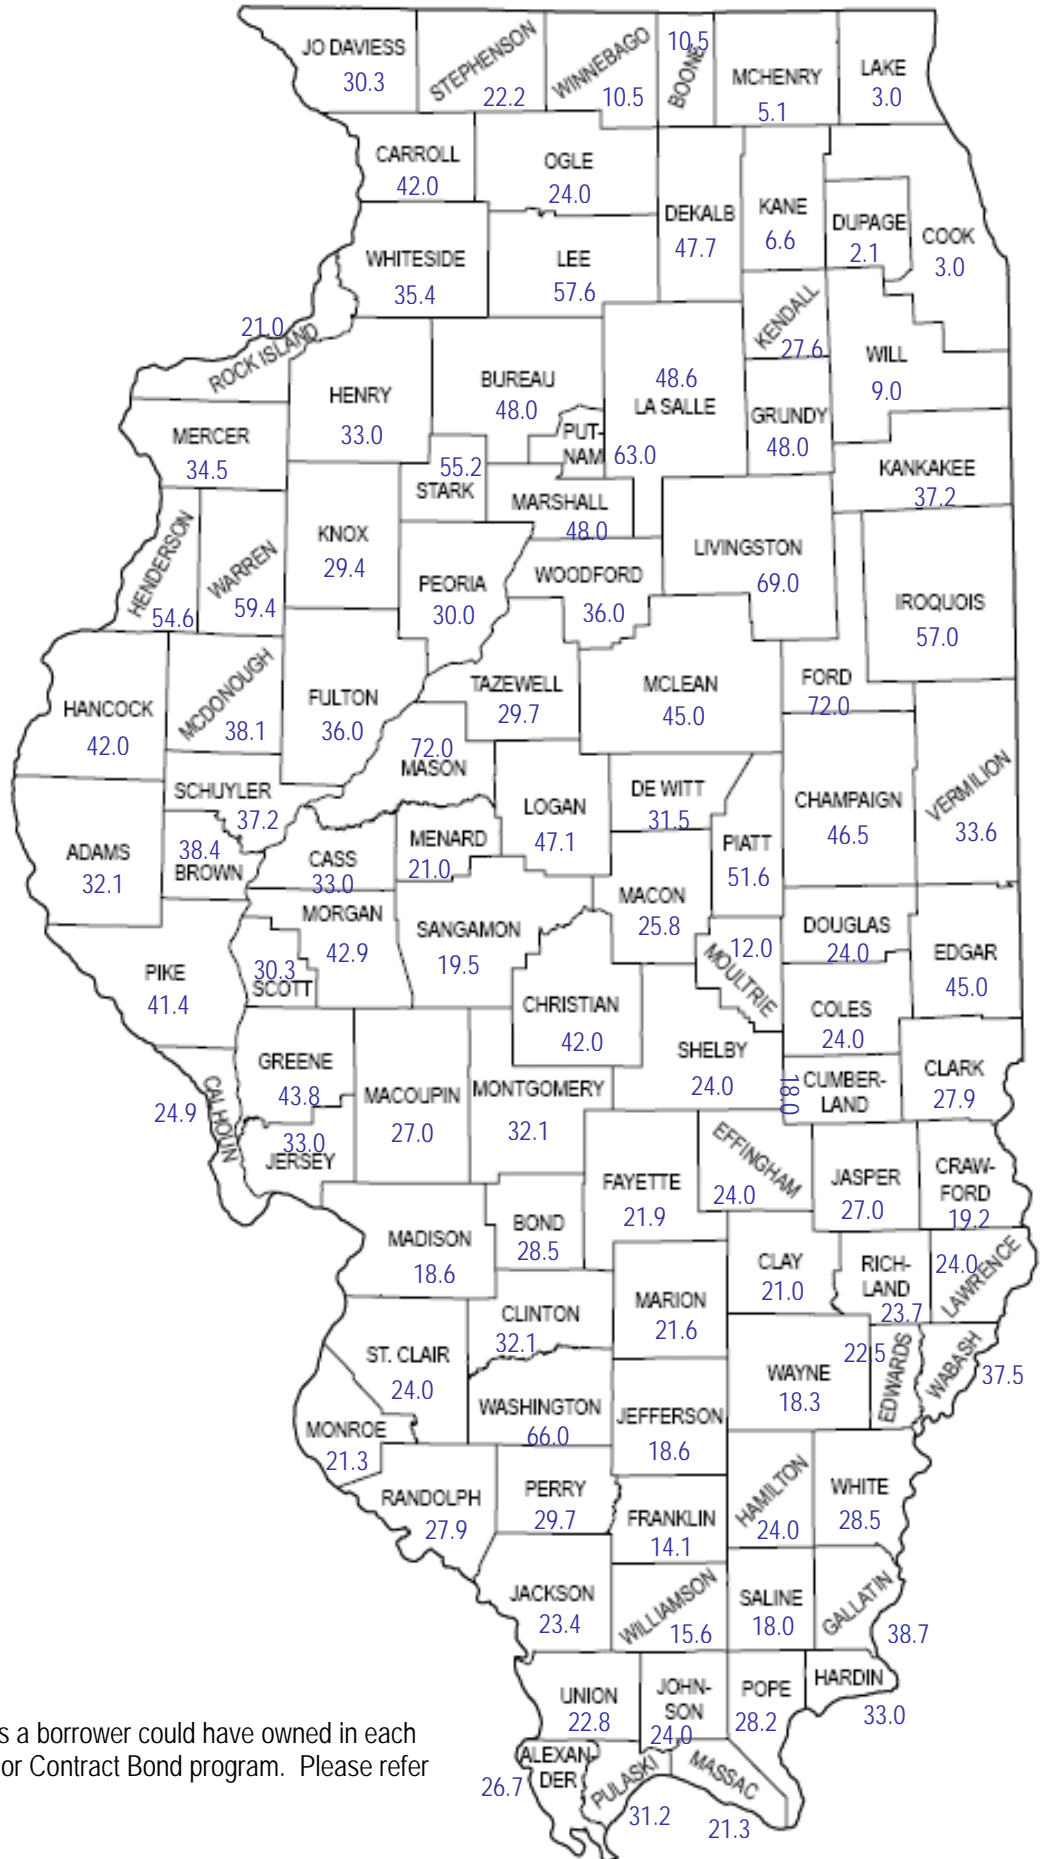 JO DAVIESS
30.3
STEPHENSON
22.2
WINNEBAGO
10.5
BOONE
10.5
MCHENRY
5.1
LAKE
3.0
CARROLL
42.0
OGLE
24.0
DEKALB
47.7
KANE
6.6
DUPAGE
2.1
COOK
3.0
WHITESIDE
35.4
LEE
57.6
KENDALL
27.6
WILL
9.0
21.0
ROCK ISLAND
HENRY
33.0
BUREAU
48.0
PUT-
NAM
63.0
48.6
LA SALLE
GRUNDY
48.0
KANKAKEE
37.2
MERCER
34.5
55.2
STARK
MARSHALL
48.0
HENDERSON
54.6
WARREN
59.4
KNOX
29.4
PEORIA
30.0
WOODFORD
36.0
LIVINGSTON
69.0
IROQUOIS
57.0
HANCOCK
42.0
MCDONOUGH
38.1
FULTON
36.0
TAZEWELL
29.7
MCLEAN
45.0
FORD
72.0
72.0
MASON
SCHUYLER
37.2
LOGAN
47.1
DE WITT
31.5
CHAMPAIGN
46.5
VERMILION
33.6
ADAMS
32.1
38.4
BROWN
CASS
33.0
MENARD
21.0
PIATT
51.6
MACON
25.8
MORGAN
42.9
SANGAMON
19.5
12.0
MOULTRIE
DOUGLAS
24.0
EDGAR
45.0
PIKE
41.4
30.3
SCOTT
CHRISTIAN
42.0
COLES
24.0
SHELBY
24.0
GREENE
43.8
MACOUPIN
27.0
MONTGOMERY
32.1
18.0
CUMBER-
LAND
CLARK
27.9
24.9
CALHOUN
33.0
JERSEY
FAYETTE
21.9
EFFINGHAM
24.0
JASPER
27.0
CRAW-
FORD
19.2
MADISON
18.6
BOND
28.5
CLAY
21.0
RICH-
LAND
23.7
24.0
LAWRENCE
CLINTON
32.1
MARION
21.6
ST. CLAIR
24.0
WAYNE
18.3
22.5
EDWARDS
WABASH
37.5
WASHINGTON
66.0
JEFFERSON
18.6
MONROE
21.3
RANDOLPH
27.9
PERRY
29.7
FRANKLIN
14.1
HAMILTON
24.0
WHITE
28.5
JACKSON
23.4
WILLIAMSON
15.6
SALINE
18.0
GALLATIN
38.7
UNION
22.8
JOHN-
SON
24.0
POPE
28.2
HARDIN
33.0
s a borrower could have owned in each
or Contract Bond program.  Please refer
ALEXAN-
DER
26.7
PULASKI
31.2
MASSAC
21.3